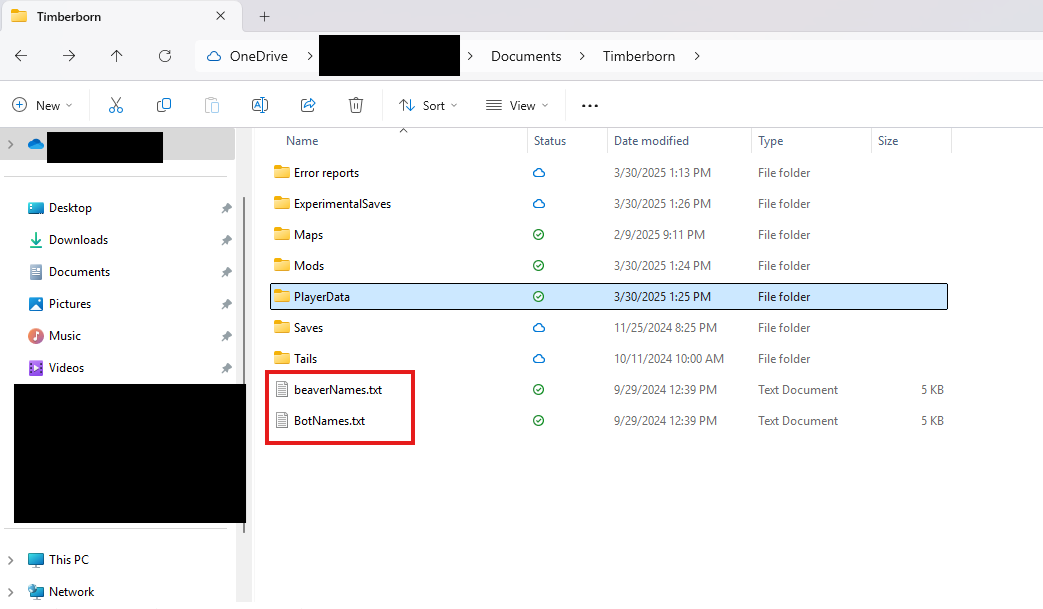 Timberborn
OneDrive > > Documents > Timberborn >
New Sort View ...
Name Status Date modified Type Size
Error reports 3/30/2025 1:13 PM File folder
ExperimentalSaves 3/30/2025 1:26 PM File folder
Maps 2/9/2025 9:11 PM File folder
Mods 3/30/2025 1:24 PM File folder
PlayerData 3/30/2025 1:25 PM File folder
Saves 11/25/2024 8:25 PM File folder
Tails 10/11/2024 10:00 AM File folder
beaverNames.txt 9/29/2024 12:39 PM Text Document 5 KB
BotNames.txt 9/29/2024 12:39 PM Text Document 5 KB
Desktop
Downloads
Documents
Pictures
Music
Videos
This PC
Network